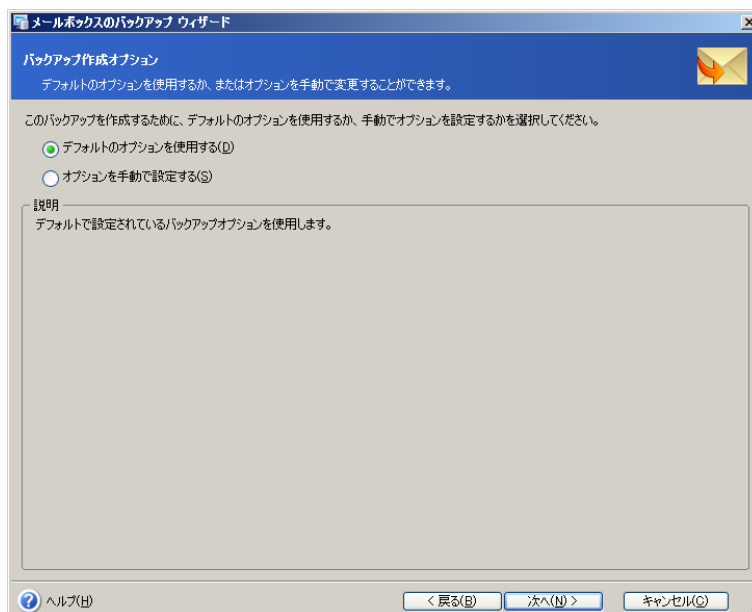 メールボックスのバックアップ ウィザード
バックアップ作成オプション
デフォルトのオプションを使用するか、またはオプションを手動で変更することができます。
このバックアップを作成するために、デフォルトのオプションを使用するか、手動でオプションを設定するかを選択してください。
デフォルトのオプションを使用する(D)
オプションを手動で設定する(S)
説明
デフォルトで設定されているバックアップオプションを使用します。
ヘルプ(H) < 戻る(B) 次へ(N) > キャンセル(C)